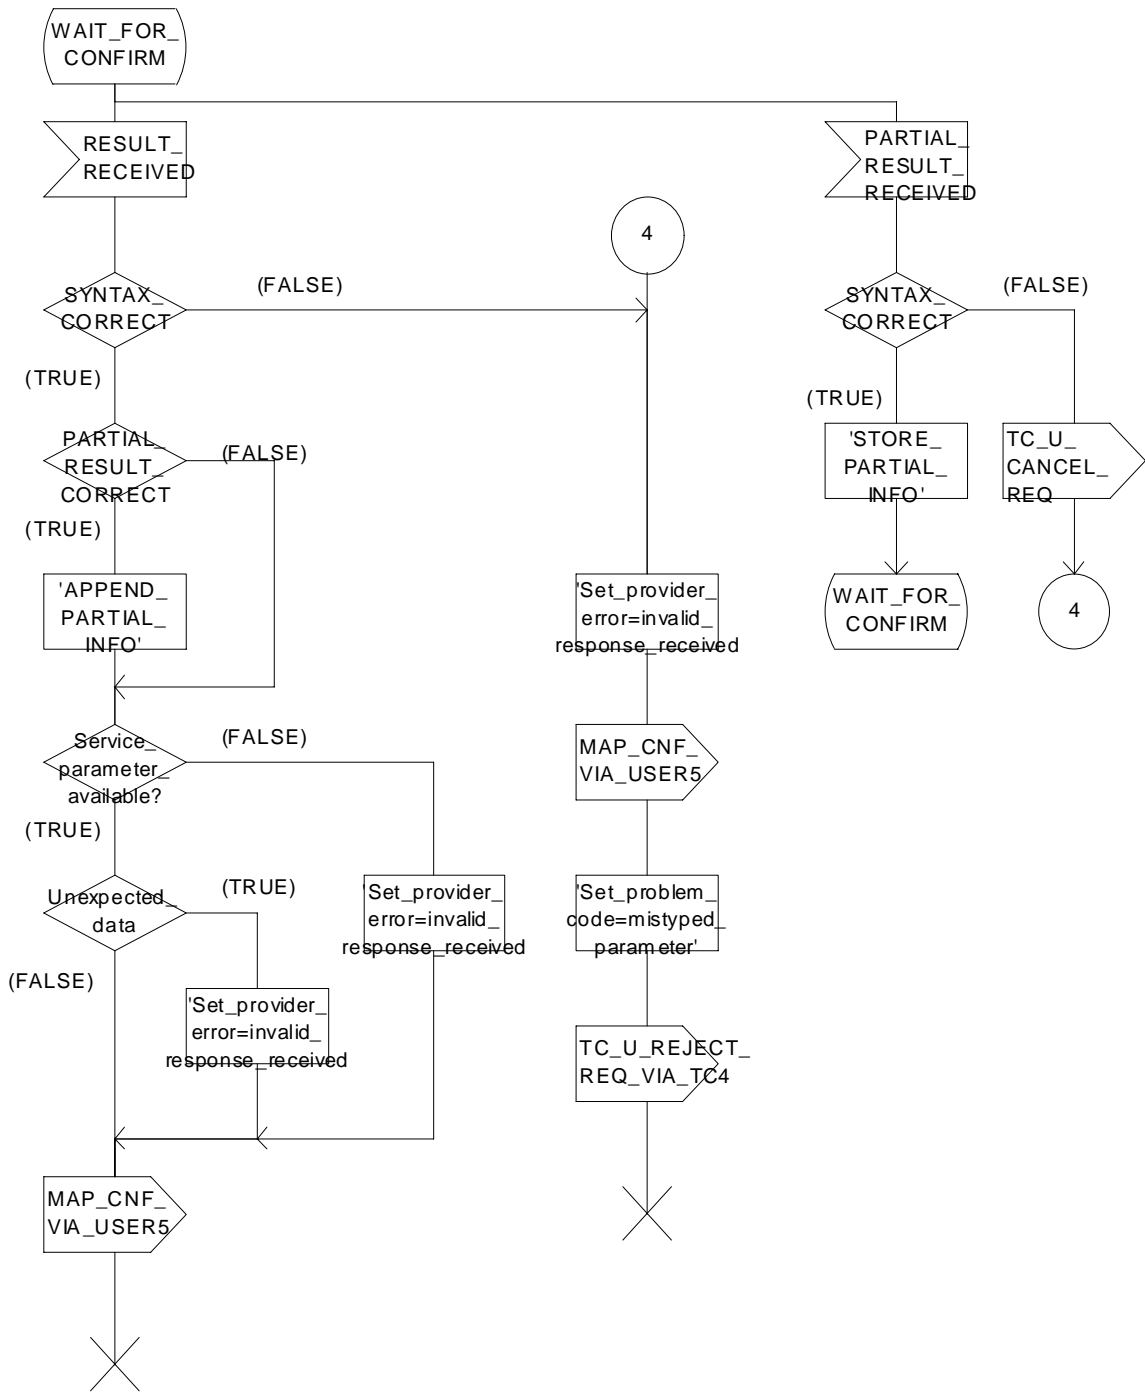 WAIT_FOR_
CONFIRM
RESULT_
RECEIVED
PARTIAL_
RESULT_
RECEIVED
4
SYNTAX_
CORRECT
(FALSE)
SYNTAX_
CORRECT
(FALSE)
(TRUE)
(TRUE)
PARTIAL_
RESULT_
CORRECT
(FALSE)
'STORE_
PARTIAL_
INFO'
TC_U_
CANCEL_
REQ
(TRUE)
'APPEND_
PARTIAL_
INFO'
'Set_provider_
error=invalid_
response_received
WAIT_FOR_
CONFIRM
4
Service_
parameter_
available?
(FALSE)
MAP_CNF_
VIA_USER5
(TRUE)
Unexpected_
data
(TRUE)
'Set_provider_
error=invalid_
response_received
'Set_problem_
code=mistyped_
parameter'
(FALSE)
'Set_provider_
error=invalid_
response_received
TC_U_REJECT_
REQ_VIA_TC4
MAP_CNF_
VIA_USER5